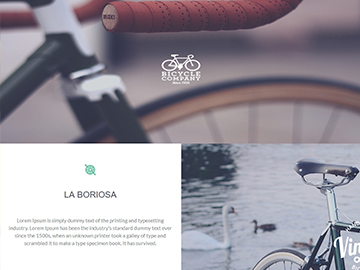 BICYCLE
COMPANY
LA BORIOSA
Lorem Ipsum is simply dummy text of the printing and typesetting
industry. Lorem Ipsum has been the industry's standard dummy text ever
since the 1500s, when an unknown printer took a galley of type and
scrambled it to make a type specimen book. It has survived.